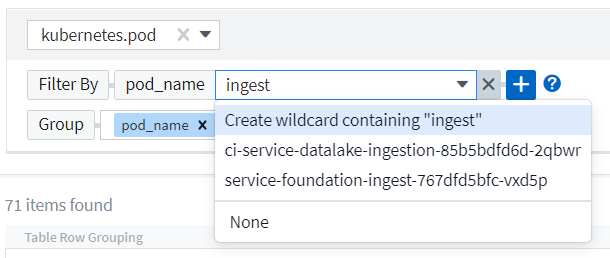 kubernetes.pod
Filter By pod_name ingest
Create wildcard containing "ingest"
Group pod_name
ci-service-datalake-ingestion-85b5bdfd6d-2qbwr
service-foundation-ingest-767dfd5bfc-vxd5p
None
71 items found
Table Row Grouping